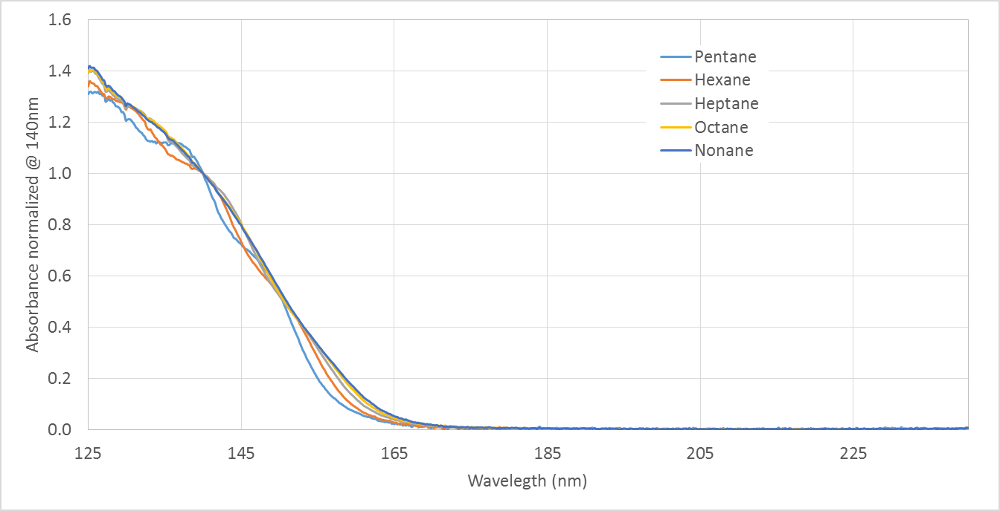 Absorbance normalized @ 140nm
1.6
1.4
1.2
1.0
0.8
0.6
0.4
0.2
0.0
Pentane
Hexane
Heptane
Octane
Nonane
125 145 165 185 205 225
Wavelegth (nm)